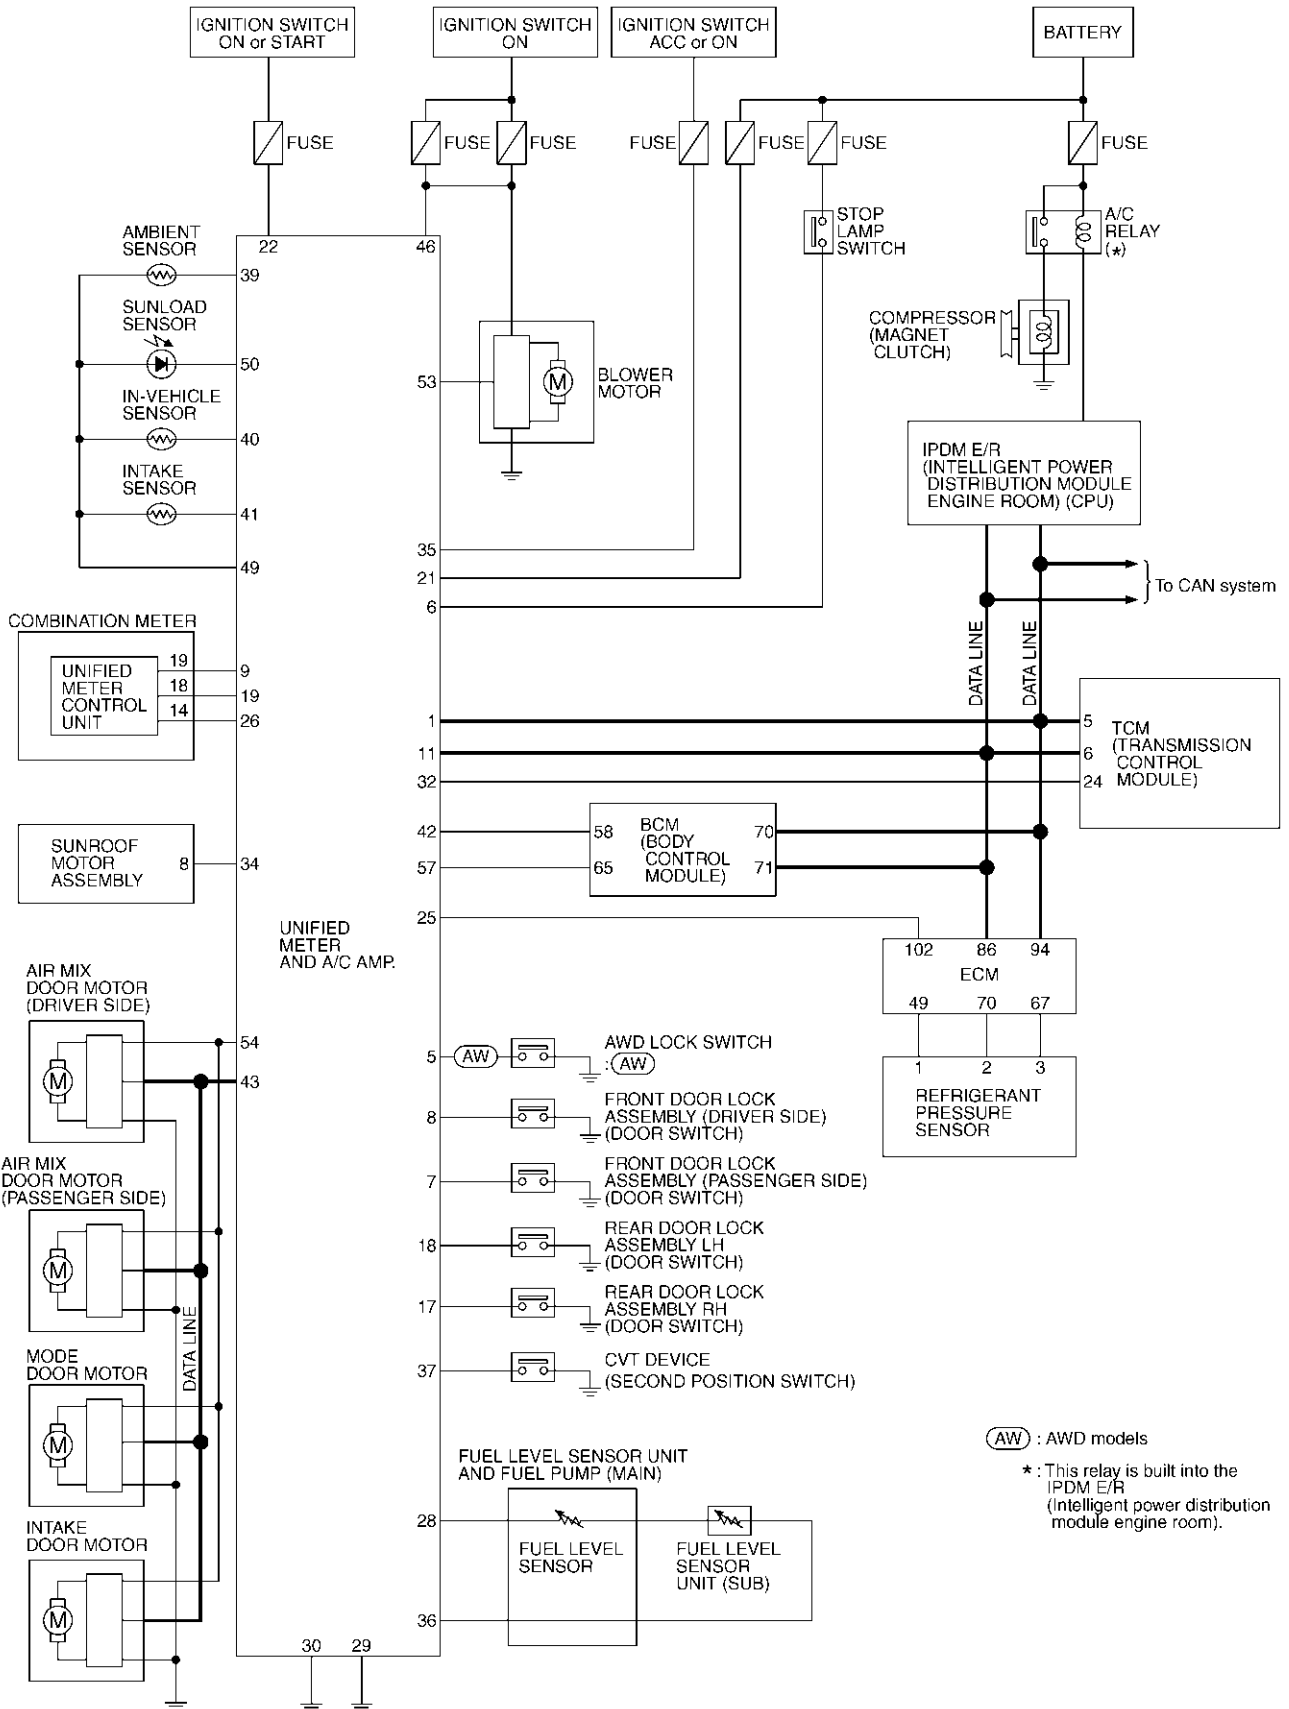 IGNITION SWITCH
ON or START
IGNITION SWITCH
ON
IGNITION SWITCH
ACC or ON
BATTERY
FUSE
FUSE
FUSE
FUSE
FUSE
FUSE
FUSE
STOP
LAMP
SWITCH
A/C
RELAY
(*)
AMBIENT
SENSOR
22
46
39
SUNLOAD
SENSOR
50
COMPRESSOR
(MAGNET
CLUTCH)
53
M
BLOWER
MOTOR
IN-VEHICLE
SENSOR
40
INTAKE
SENSOR
41
49
IPDM E/R
(INTELLIGENT POWER
DISTRIBUTION MODULE
ENGINE ROOM) (CPU)
35
21
6
To CAN system
DATA LINE
DATA LINE
COMBINATION METER
UNIFIED
METER
CONTROL
UNIT
19
18
14
9
19
26
1
11
32
5
6
24
TCM
(TRANSMISSION
CONTROL
MODULE)
42
57
58
65
BCM
(BODY
CONTROL
MODULE)
70
71
SUNROOF
MOTOR
ASSEMBLY
8
34
25
UNIFIED
METER
AND A/C AMP.
102
86
94
ECM
49
70
67
1
2
3
REFRIGERANT
PRESSURE
SENSOR
AIR MIX
DOOR MOTOR
(DRIVER SIDE)
M
54
43
5
AW
AWD LOCK SWITCH
: AW
8
FRONT DOOR LOCK
ASSEMBLY (DRIVER SIDE)
(DOOR SWITCH)
AIR MIX
DOOR MOTOR
(PASSENGER SIDE)
M
7
FRONT DOOR LOCK
ASSEMBLY (PASSENGER SIDE)
(DOOR SWITCH)
18
REAR DOOR LOCK
ASSEMBLY LH
(DOOR SWITCH)
17
REAR DOOR LOCK
ASSEMBLY RH
(DOOR SWITCH)
DATA LINE
MODE
DOOR MOTOR
M
37
CVT DEVICE
(SECOND POSITION SWITCH)
AW : AWD models
* : This relay is built into the
IPDM E/R
(Intelligent power distribution
module engine room).
FUEL LEVEL SENSOR UNIT
AND FUEL PUMP (MAIN)
28
FUEL LEVEL
SENSOR
FUEL LEVEL
SENSOR
UNIT (SUB)
36
INTAKE
DOOR MOTOR
M
30
29